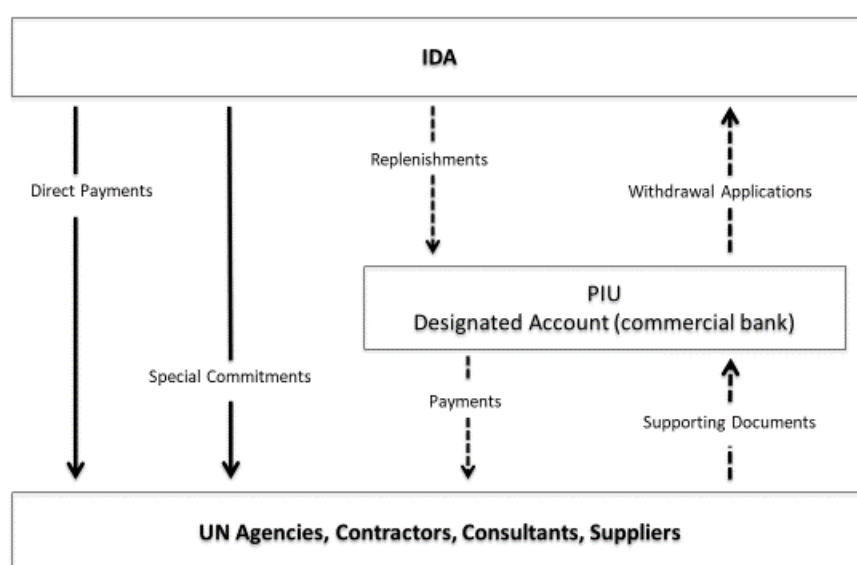 IDA
Replenishments
Direct Payments
Withdrawal Applications
PIU
Designated Account (commercial bank)
Special Commitments
Payments
Supporting Documents
UN Agencies, Contractors, Consultants, Suppliers